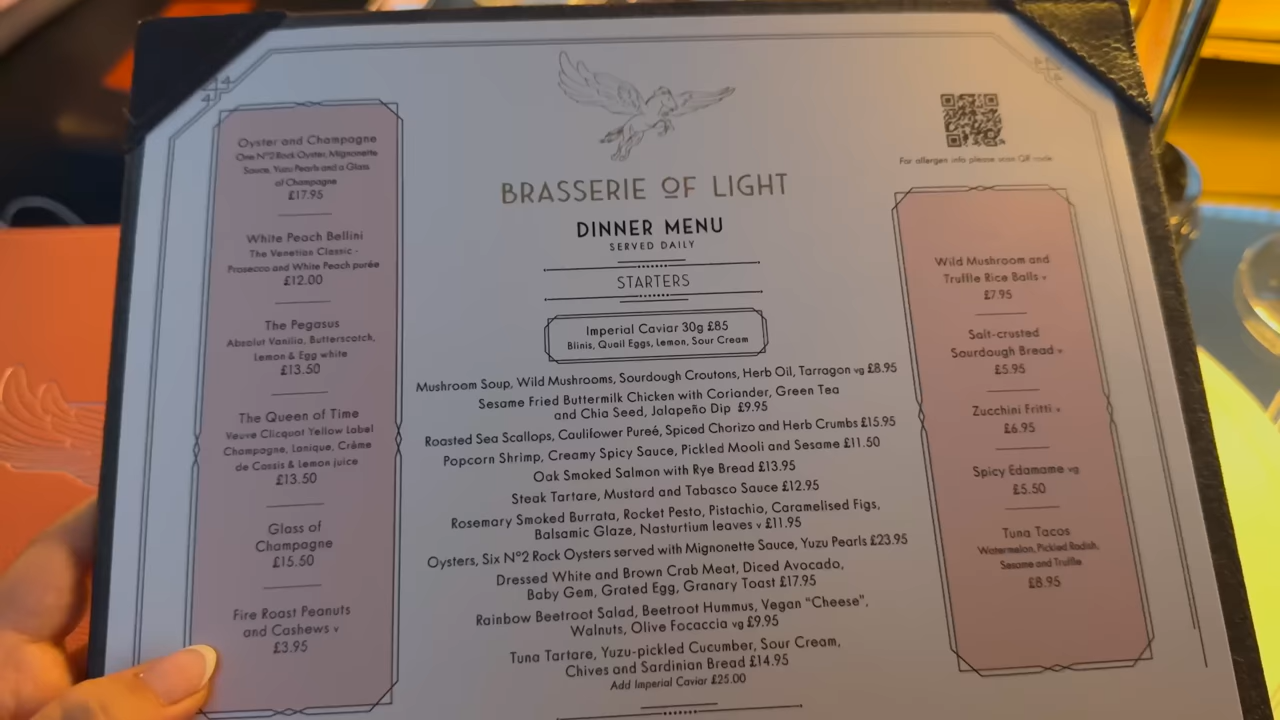 Oyster and Champagne
One Nº2 Rock Oyster, Mignonette
Sauce, Yuzu Pearls and a Glass
of Champagne
£17.95
White Peach Bellini
The Venetian Classic -
Prosecco and White Peach purée
£12.00
The Pegasus
Absolut Vanilia, Butterscotch,
Lemon & Egg white
£13.50
The Queen of Time
Veuve Clicquot Yellow Label
Champagne, Lanique, Crème
de Cassis & Lemon juice
£13.50
Glass of
Champagne
£15.50
Fire Roast Peanuts
and Cashews v
£3.95
BRASSERIE OF LIGHT
DINNER MENU
SERVED DAILY
STARTERS
Imperial Caviar 30g £85
Blinis, Quail Eggs, Lemon, Sour Cream
Mushroom Soup, Wild Mushrooms, Sourdough Croutons, Herb Oil, Tarragon vg £8.95
Sesame Fried Buttermilk Chicken with Coriander, Green Tea
and Chia Seed, Jalapeño Dip £9.95
Roasted Sea Scallops, Cauliflower Pureé, Spiced Chorizo and Herb Crumbs £15.95
Popcorn Shrimp, Creamy Spicy Sauce, Pickled Mooli and Sesame £11.50
Oak Smoked Salmon with Rye Bread £13.95
Steak Tartare, Mustard and Tabasco Sauce £12.95
Rosemary Smoked Burrata, Rocket Pesto, Pistachio, Caramelised Figs,
Balsamic Glaze, Nasturtium leaves v £11.95
Oysters, Six Nº2 Rock Oysters served with Mignonette Sauce, Yuzu Pearls £23.95
Dressed White and Brown Crab Meat, Diced Avocado,
Baby Gem, Grated Egg, Granary Toast £17.95
Rainbow Beetroot Salad, Beetroot Hummus, Vegan “Cheese”,
Walnuts, Olive Focaccia vg £9.95
Tuna Tartare, Yuzu-pickled Cucumber, Sour Cream,
Chives and Sardinian Bread £14.95
Add Imperial Caviar £25.00
For allergen info please scan QR code
Wild Mushroom and
Truffle Rice Balls v
£7.95
Salt-crusted
Sourdough Bread v
£5.95
Zucchini Fritti v
£6.95
Spicy Edamame vg
£5.50
Tuna Tacos
Watermelon, Pickled Radish,
Sesame and Truffle
£8.95